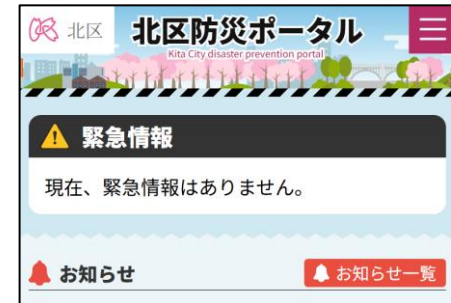 北区
北区防災ポータル
Kita City disaster prevention portal
緊急情報
現在、緊急情報はありません。
お知らせ
お知らせ一覧